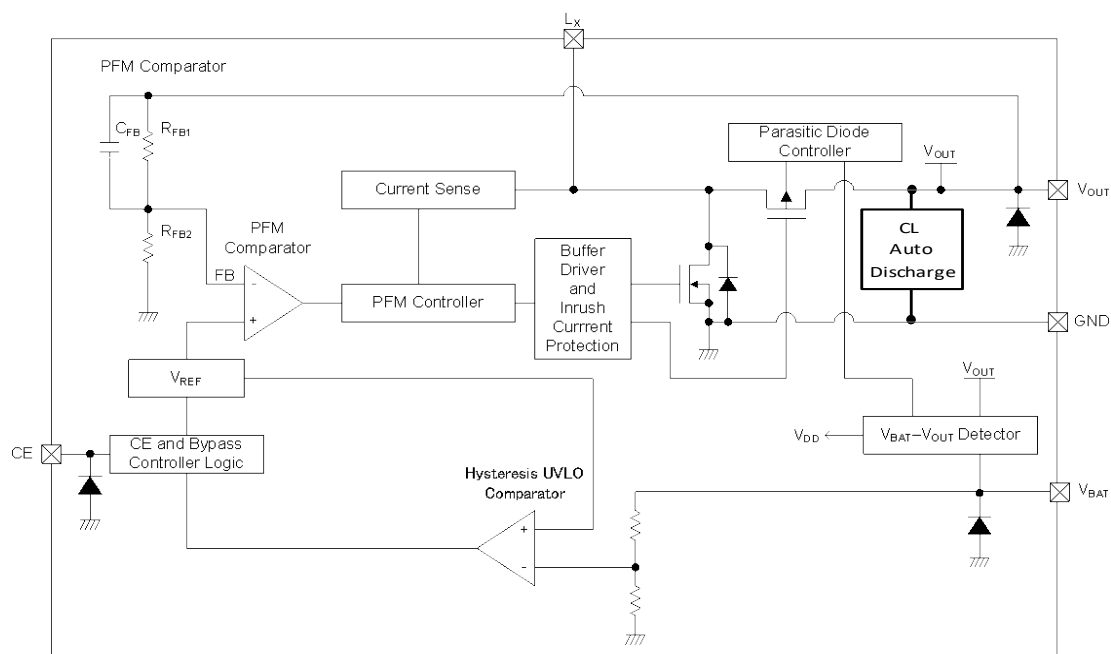 LX
PFM Comparator
CFB
RFB1
Parasitic Diode
Controller
VOUT
Current Sense
VOUT
RFB2
PFM
Comparator
CL
Auto
Discharge
Buffer
Driver
and
Inrush
Currrent
Protection
FB
-
PFM Controller
+
GND
VREF
VOUT
CE
CE and Bypass
Controller Logic
VDD
VBAT–VOUT Detector
Hysteresis UVLO
Comparator
VBAT
+
-